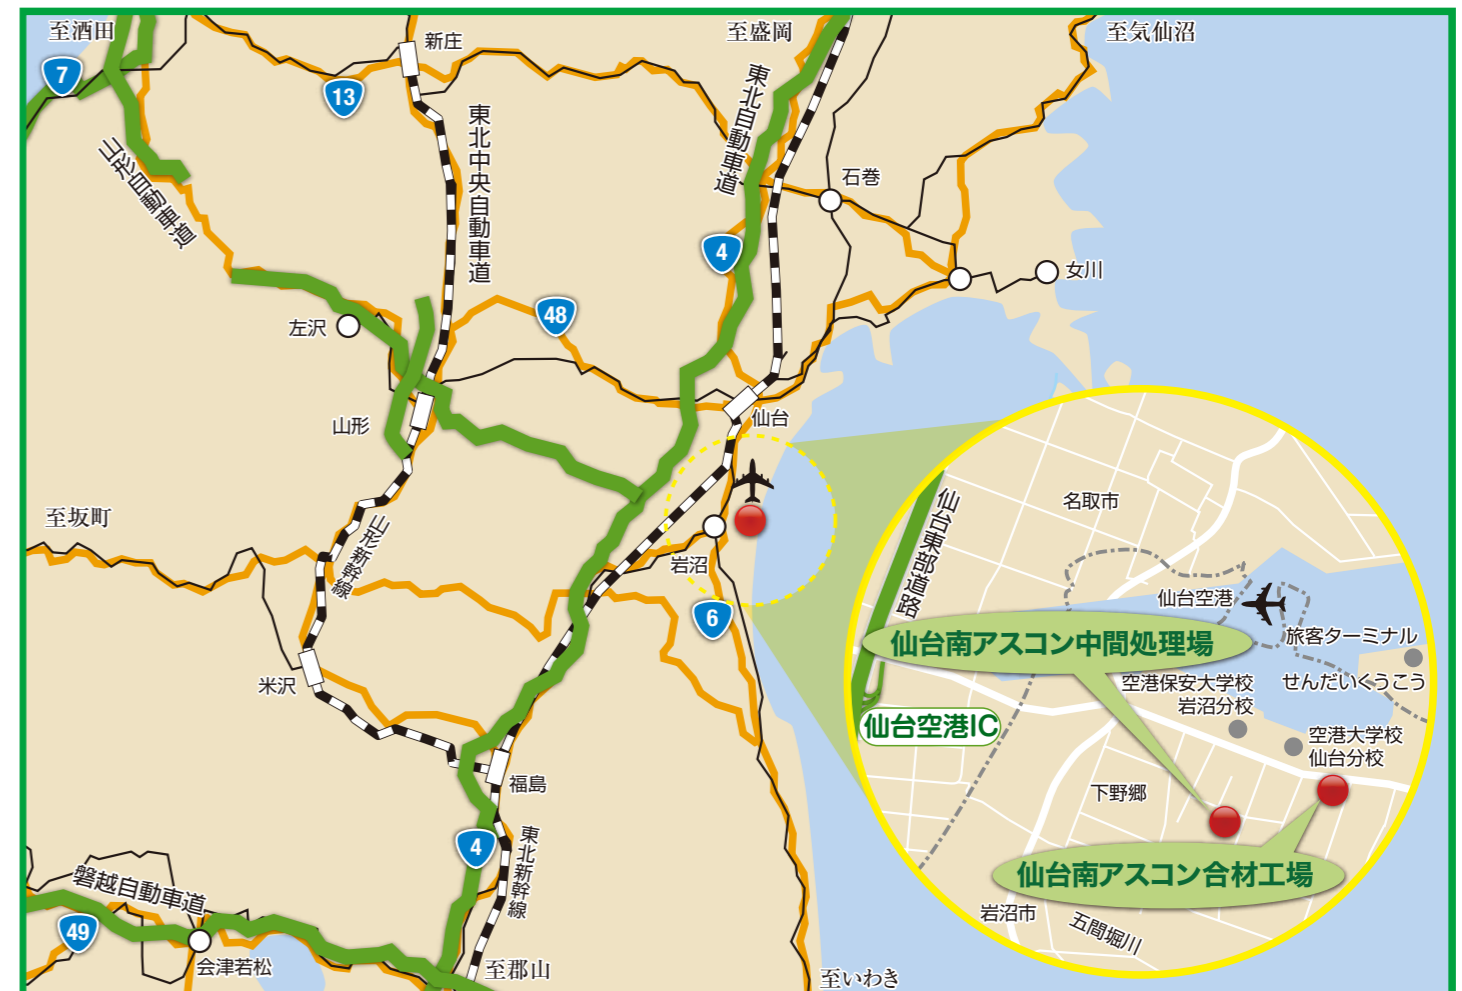 至酒田
至盛岡
至気仙沼
新庄
7
13
東北自動車道
東北中央自動車道
山形自動車道
石巻
4
女川
48
左沢
山形
仙台
至坂町
山形新幹線
岩沼
6
米沢
福島
4
東北新幹線
磐越自動車道
49
会津若松
至郡山
至いわき
仙台東部道路
名取市
仙台空港
旅客ターミナル
仙台南アスコン中間処理場
空港保安大学校
岩沼分校
せんだいくうこう
仙台空港IC
空港大学校
仙台分校
下野郷
仙台南アスコン合材工場
岩沼市
五間堀川